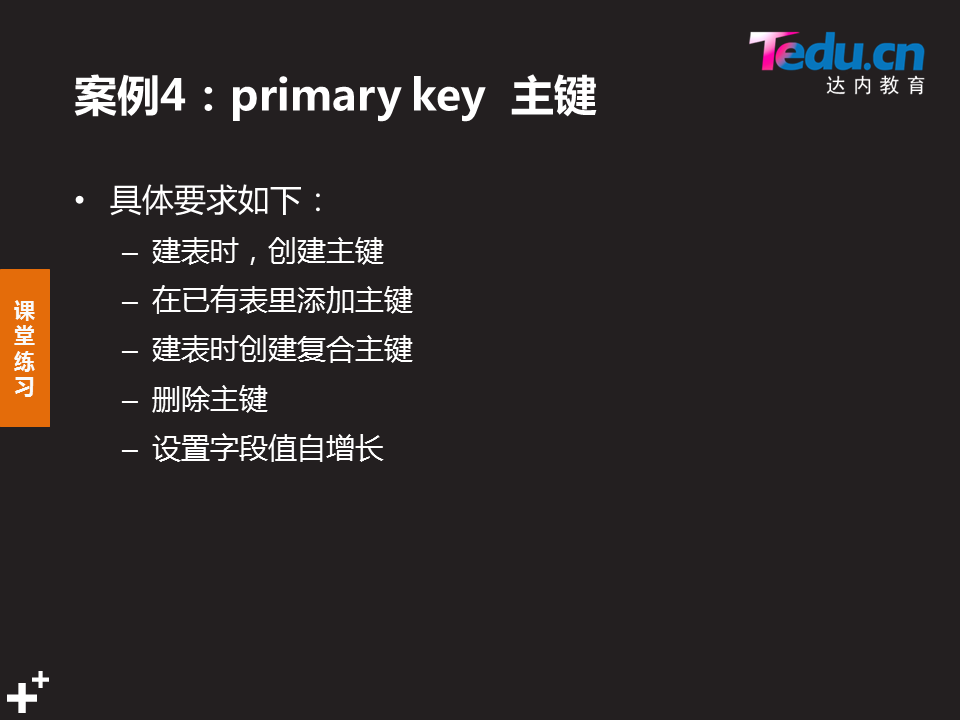 Tedu.cn
达内教育
案例4：primary key 主键
• 具体要求如下：
– 建表时，创建主键
– 在已有表里添加主键
– 建表时创建复合主键
– 删除主键
– 设置字段值自增长
课
堂
练
习